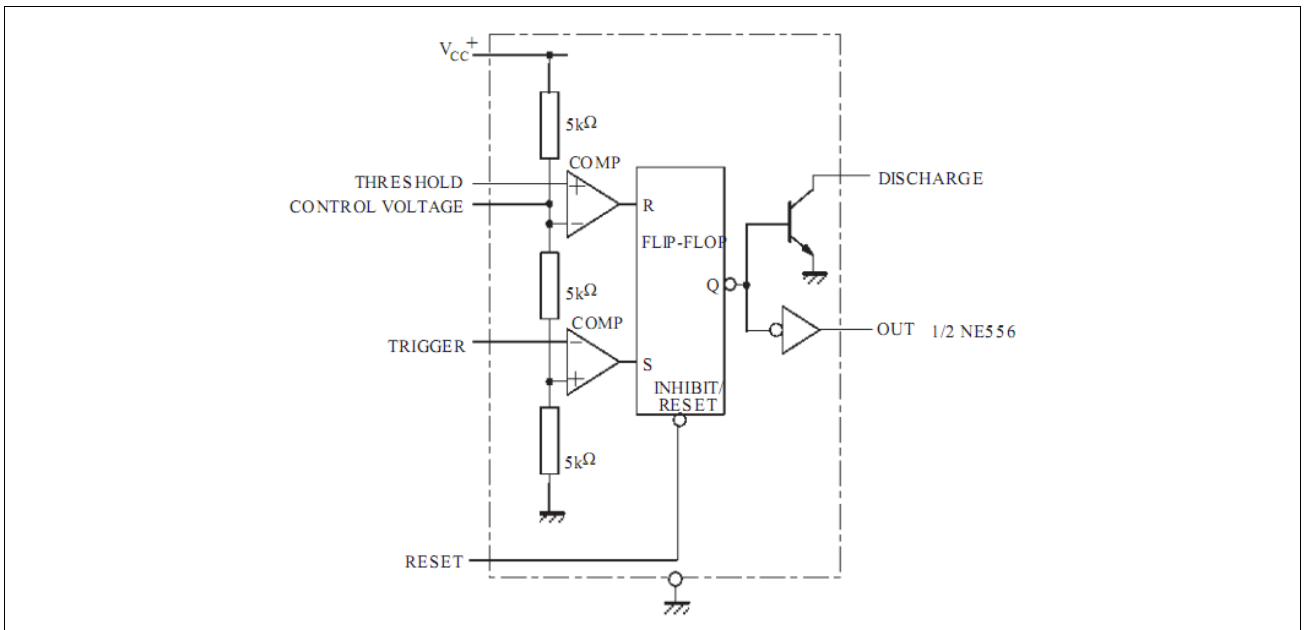 VCC+
5kΩ
COMP
THRESHOLD
+
DISCHARGE
CONTROL VOLTAGE
R
−
FLIP-FLOP
5kΩ
Q
COMP
OUT 1/2 NE556
TRIGGER
−
S
+
INHIBIT/
RESET
5kΩ
RESET